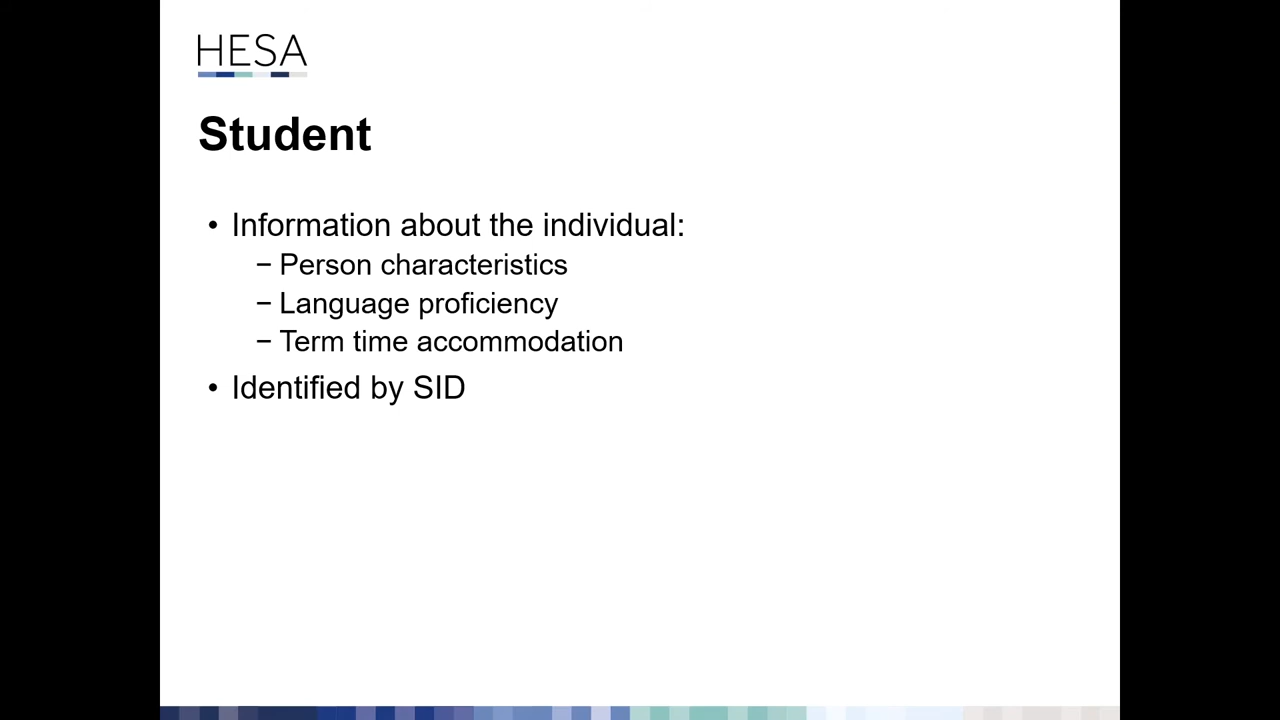 HESA
Student
• Information about the individual:
− Person characteristics
− Language proficiency
− Term time accommodation
• Identified by SID